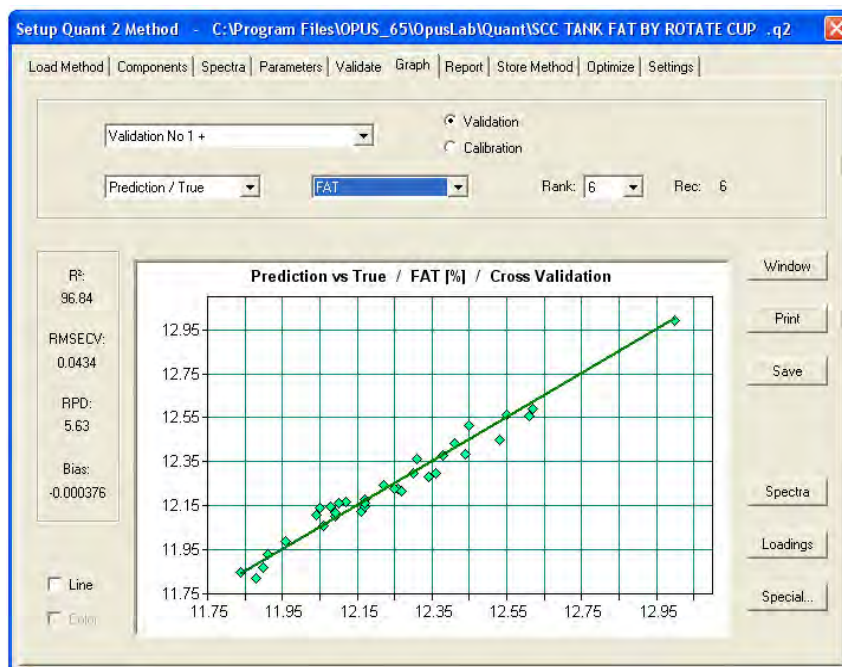 Setup Quant 2 Method - C:\Program Files\OPUS_65\OpusLab\Quant\SCC TANK FAT BY ROTATE CUP .q2
Load Method Components Spectra Parameters Validate Graph Report Store Method Optimize Settings
Validation No 1 +
Validation
Calibration
Prediction / True
FAT
Rank: 6
Rec: 6
R²:
96.84
RMSECV:
0.0434
RPD:
5.63
Bias:
-0.000376
Line
Color
Prediction vs True / FAT [%] / Cross Validation
12.95
12.75
12.55
12.35
12.15
11.95
11.75
11.75 11.95 12.15 12.35 12.55 12.75 12.95
Window
Print
Save
Spectra
Loadings
Special...